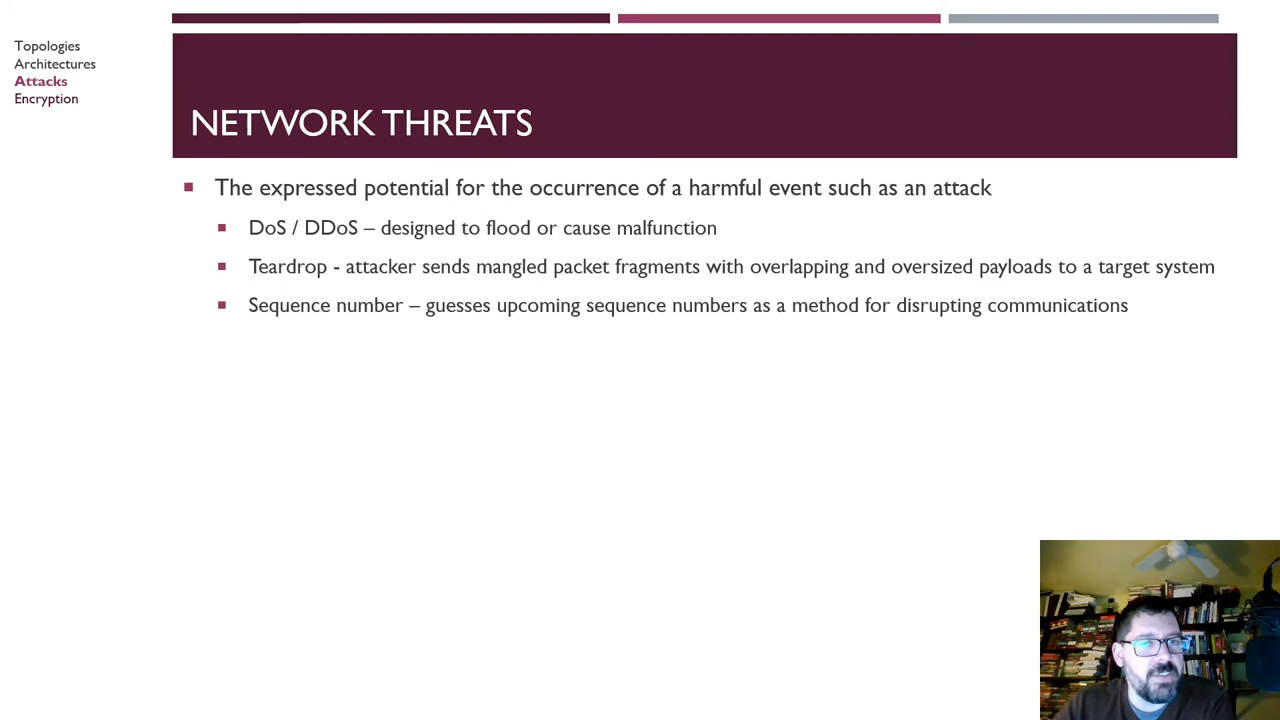 Topologies
Architectures
Attacks
Encryption
NETWORK THREATS
The expressed potential for the occurrence of a harmful event such as an attack
DoS / DDoS – designed to flood or cause malfunction
Teardrop - attacker sends mangled packet fragments with overlapping and oversized payloads to a target system
Sequence number – guesses upcoming sequence numbers as a method for disrupting communications